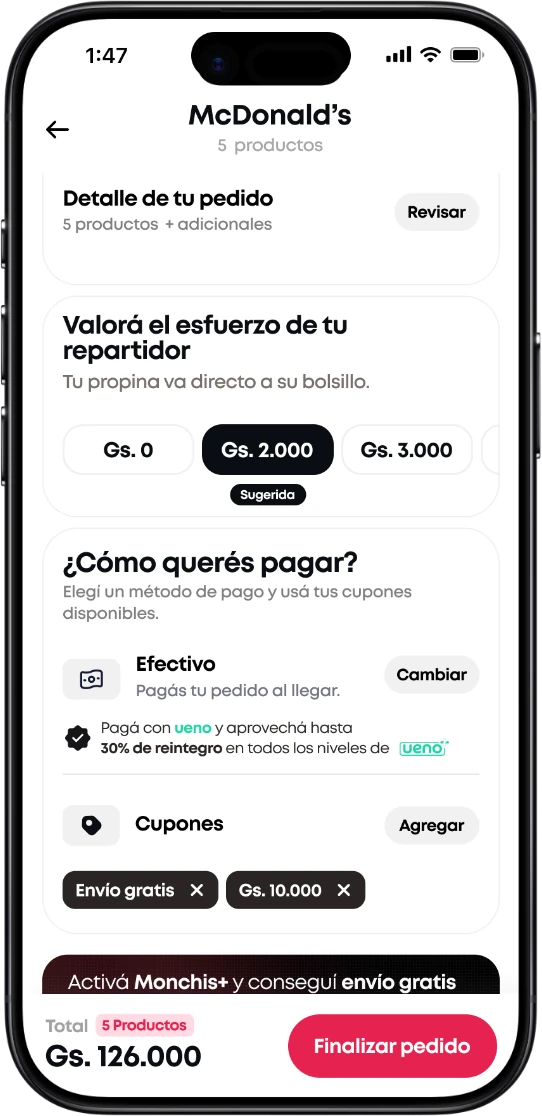 1:47
McDonald's
5 productos
Detalle de tu pedido
5 productos + adicionales
Revisar
Valorá el esfuerzo de tu
repartidor
Tu propina va directo a su bolsillo.
Gs. 0
Gs. 2.000
Gs. 3.000
Sugerida
¿Cómo querés pagar?
Elegí un método de pago y usá tus cupones
disponibles.
Efectivo
Pagás tu pedido al llegar.
Cambiar
Pagá con ueno y aprovechá hasta
30% de reintegro en todos los niveles de ueno
Cupones
Agregar
Envío gratis ✕
Gs. 10.000 ✕
Activá Monchis+ y conseguí envío gratis
Total 5 Productos
Gs. 126.000
Finalizar pedido